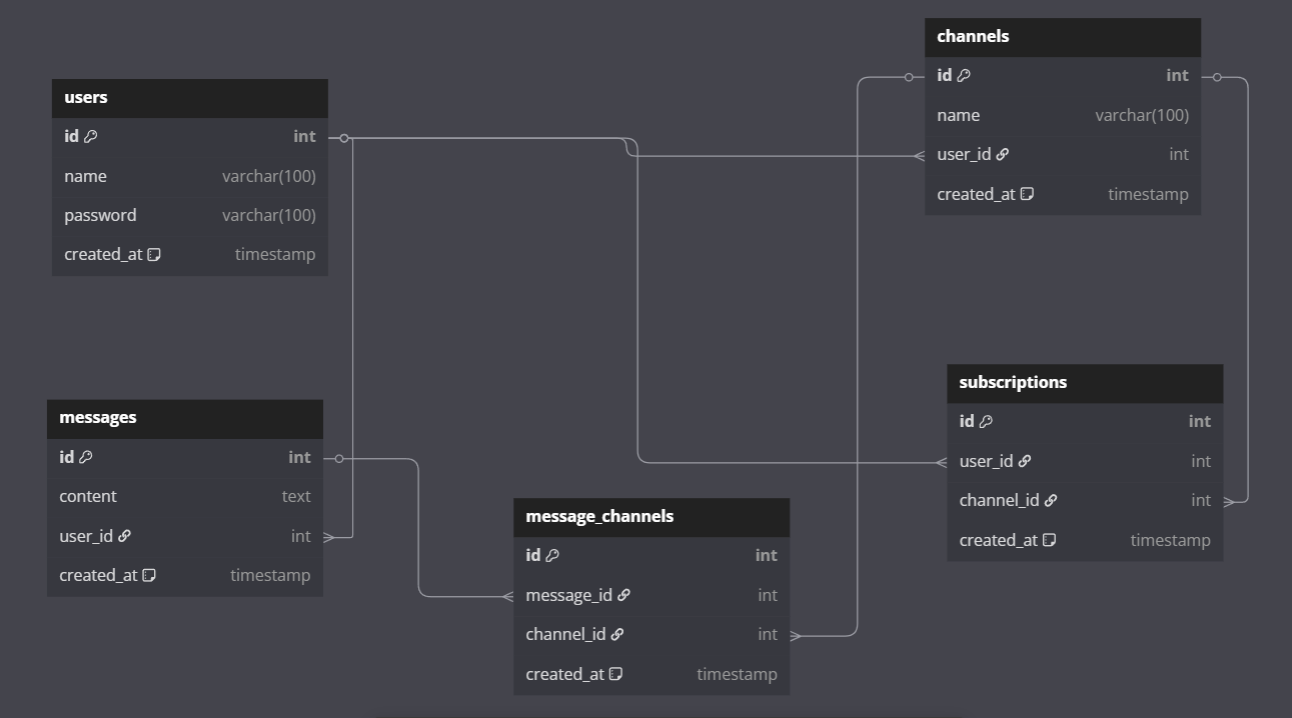 users
id int
name varchar(100)
password varchar(100)
created_at timestamp
channels
id int
name varchar(100)
user_id int
created_at timestamp
messages
id int
content text
user_id int
created_at timestamp
message_channels
id int
message_id int
channel_id int
created_at timestamp
subscriptions
id int
user_id int
channel_id int
created_at timestamp